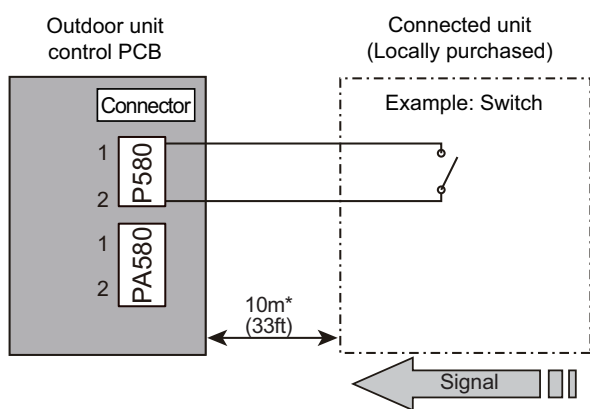 Outdoor unit
control PCB
Connected unit
(Locally purchased)
Connector
Example: Switch
1
P580
2
1
PA580
2
10m*
(33ft)
Signal